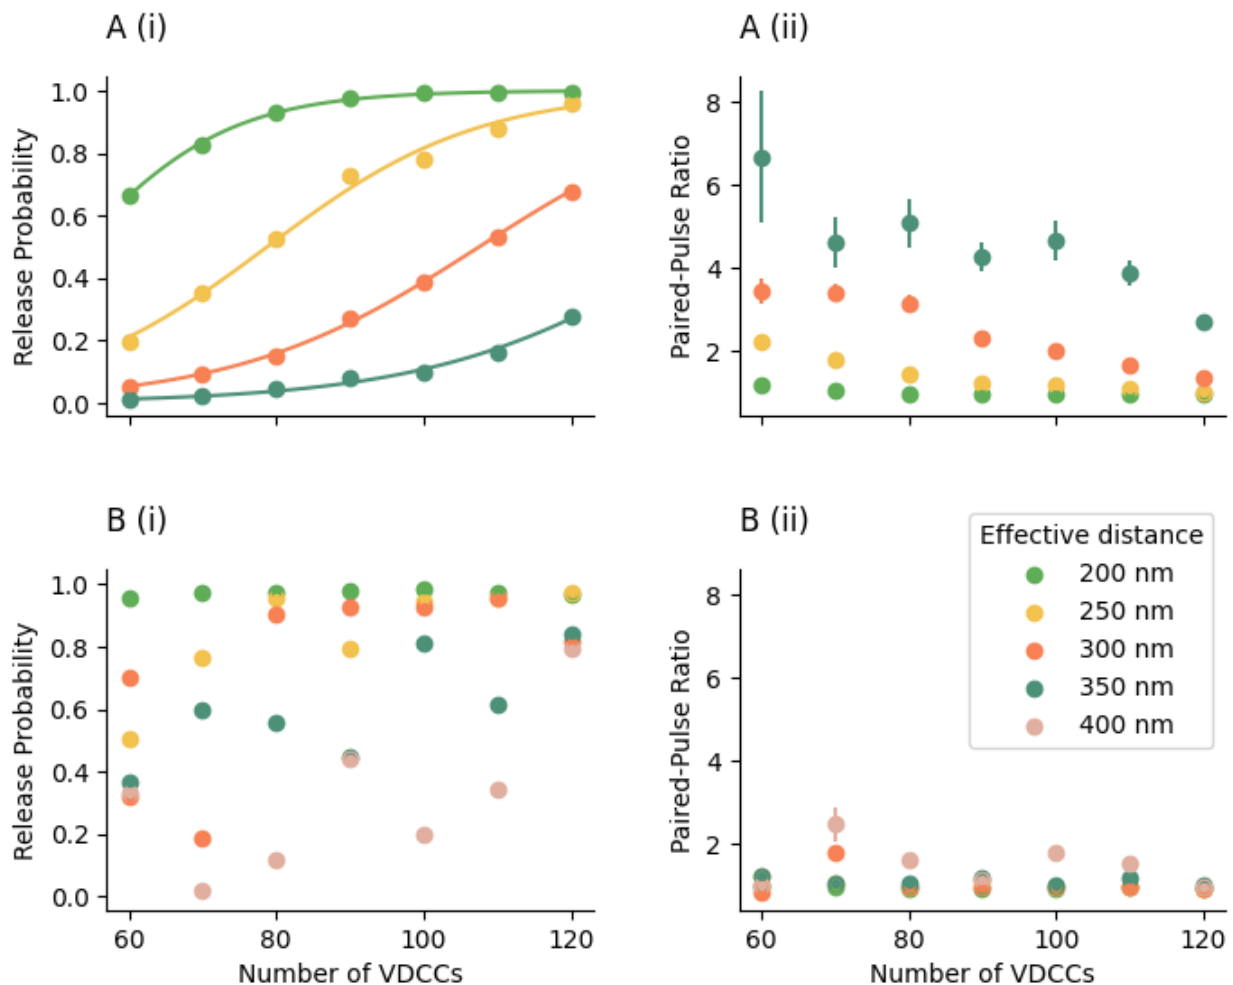 A (i)
A (ii)
1.0
0.8
0.6
0.4
0.2
0.0
Release Probability
8
6
4
2
Paired-Pulse Ratio
B (i)
B (ii)
1.0
0.8
0.6
0.4
0.2
0.0
Release Probability
60
80
100
120
Number of VDCCs
Effective distance
200 nm
250 nm
300 nm
350 nm
400 nm
8
6
4
2
Paired-Pulse Ratio
60
80
100
120
Number of VDCCs